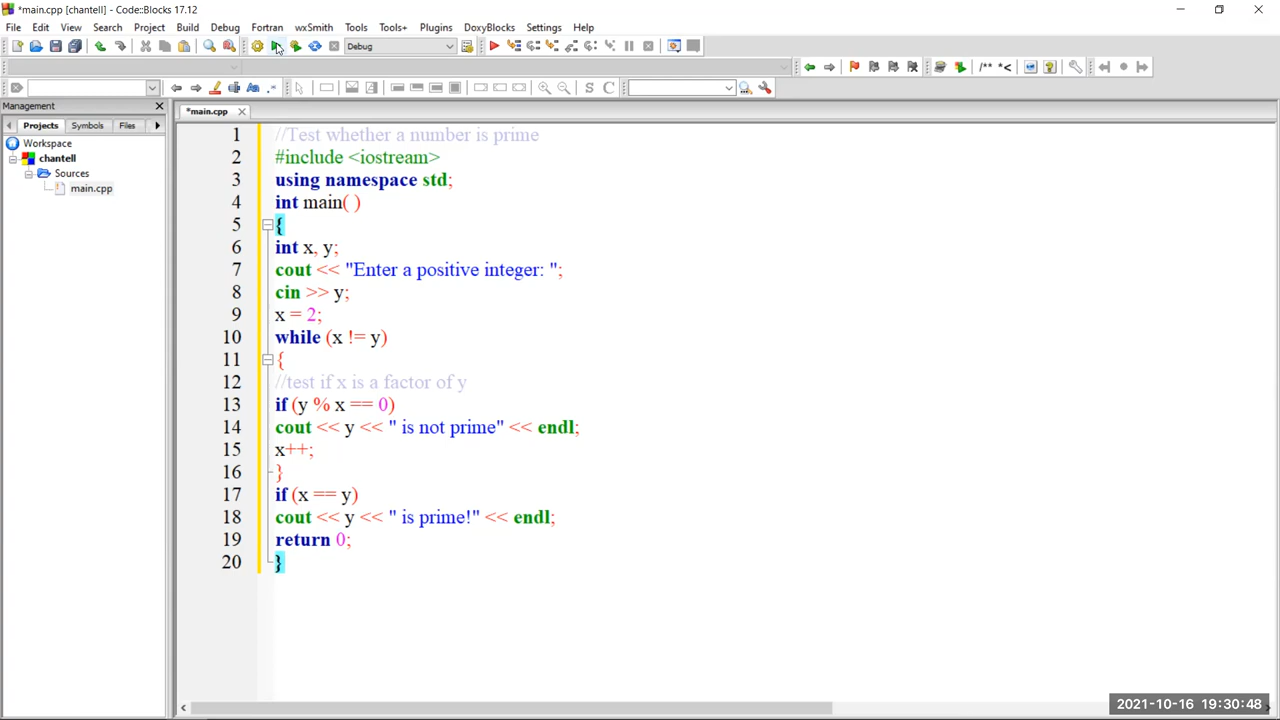 *main.cpp [chantell] - Code::Blocks 17.12
File Edit View Search Project Build Debug Fortran wxSmith Tools Tools+ Plugins DoxyBlocks Settings Help
Debug
/** *<
S C
Management
Projects Symbols Files
*main.cpp
Workspace
chantell
Sources
main.cpp
1 //Test whether a number is prime
2 #include <iostream>
3 using namespace std;
4 int main( )
5 {
6 int x, y;
7 cout << "Enter a positive integer: ";
8 cin >> y;
9 x = 2;
10 while (x != y)
11 {
12 //test if x is a factor of y
13 if (y % x == 0)
14 cout << y << " is not prime" << endl;
15 x++;
16 }
17 if (x == y)
18 cout << y << " is prime!" << endl;
19 return 0;
20 }
2021-10-16 19:30:48